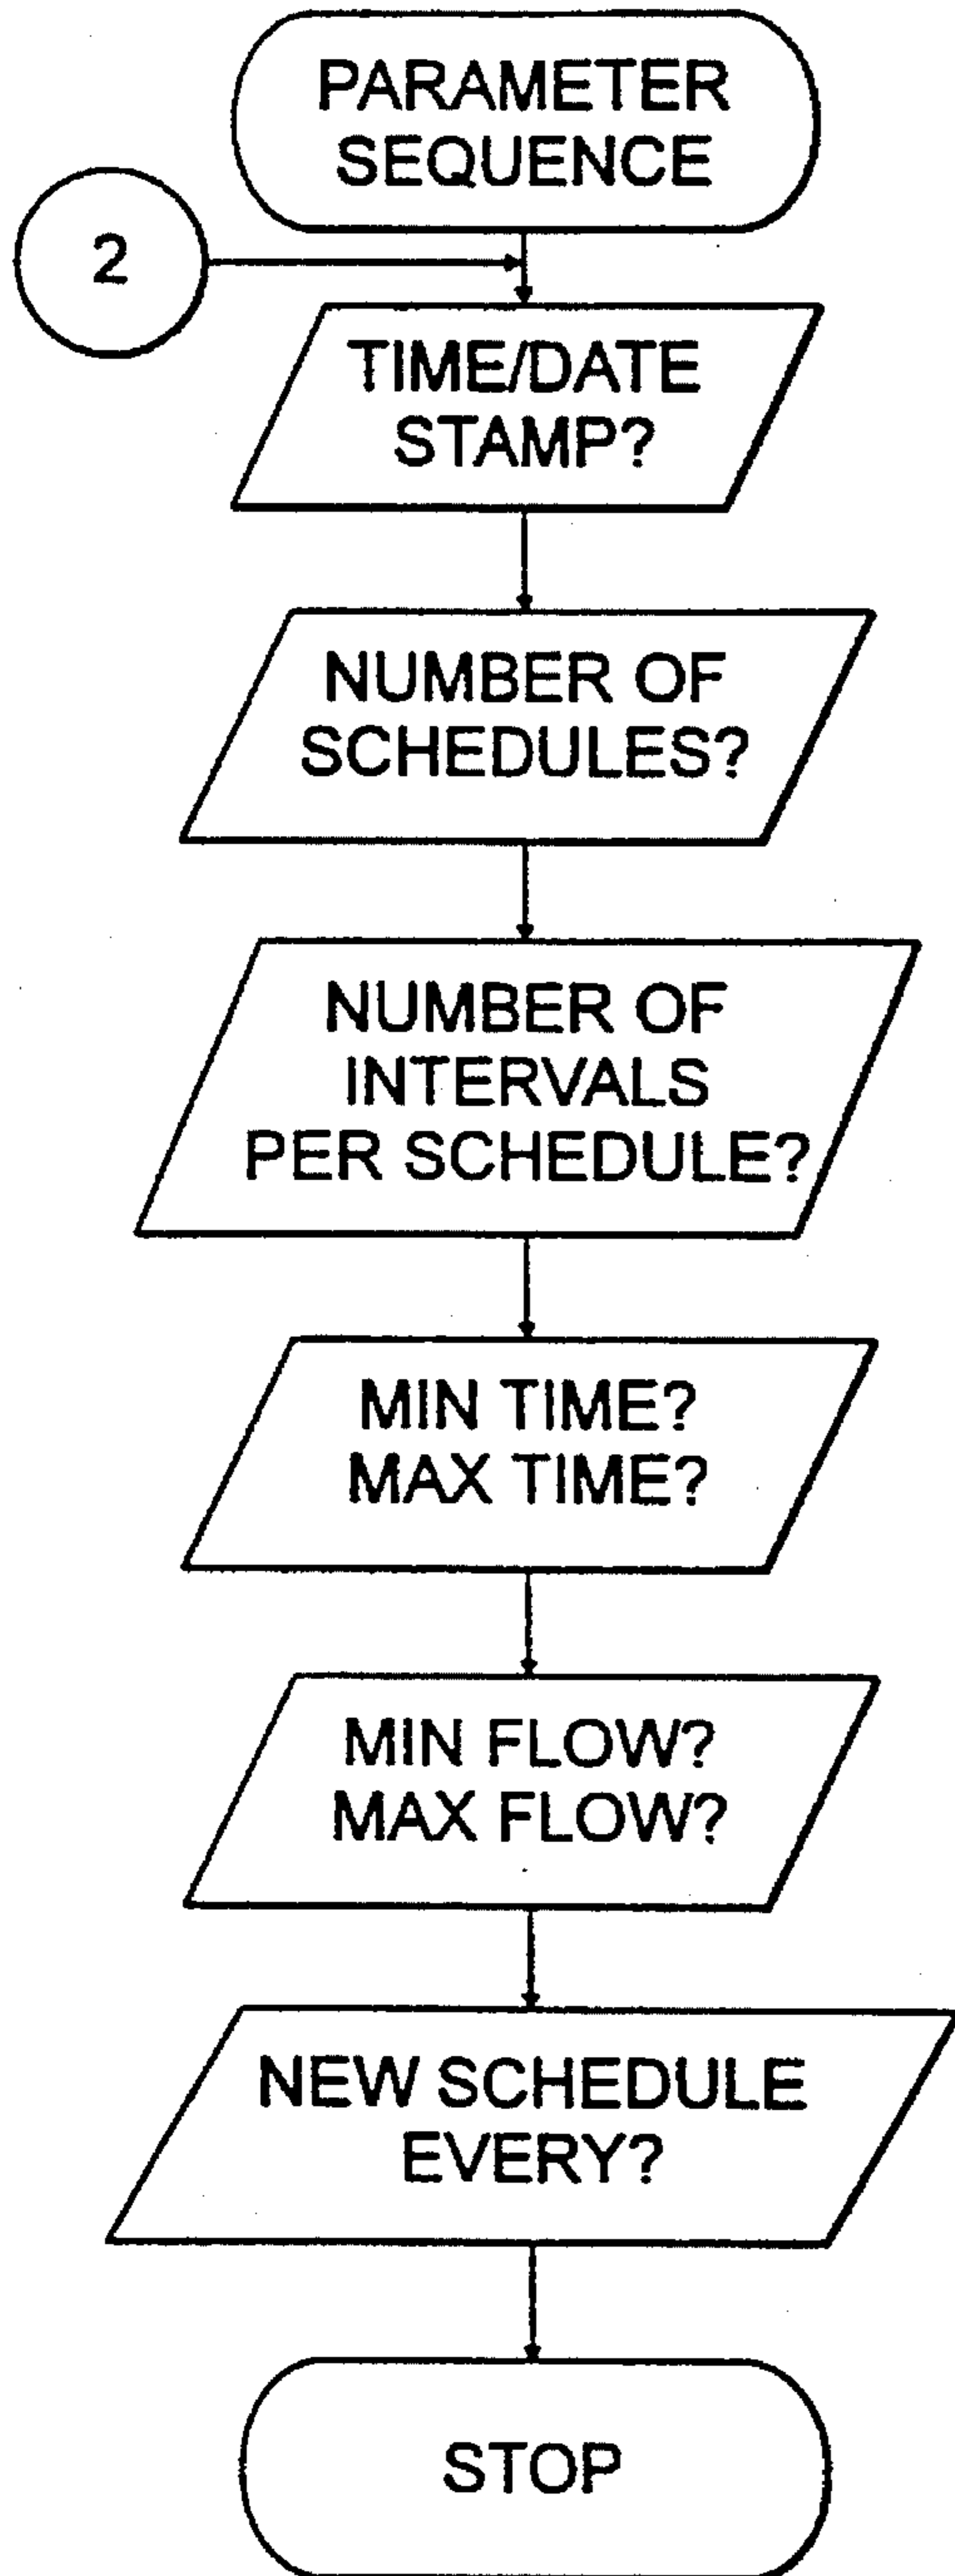 PARAMETER
SEQUENCE
2
TIME/DATE
STAMP?
NUMBER OF
SCHEDULES?
NUMBER OF
INTERVALS
PER SCHEDULE?
MIN TIME?
MAX TIME?
MIN FLOW?
MAX FLOW?
NEW SCHEDULE
EVERY?
STOP